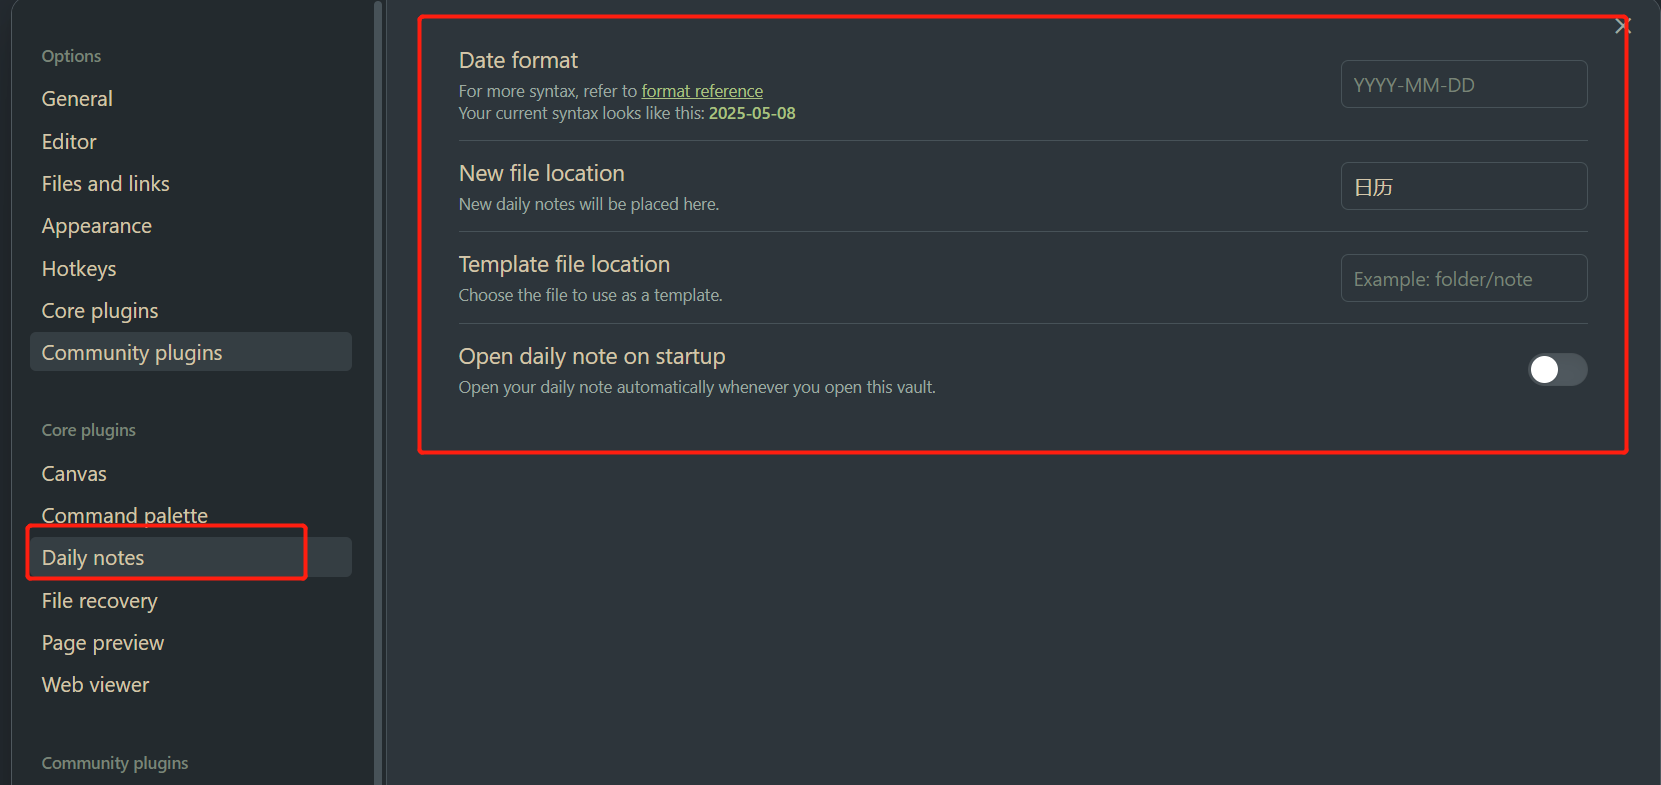 Options
General
Editor
Files and links
Appearance
Hotkeys
Core plugins
Community plugins
Core plugins
Canvas
Command palette
Daily notes
File recovery
Page preview
Web viewer
Community plugins
Date format
For more syntax, refer to format reference
Your current syntax looks like this: 2025-05-08
YYYY-MM-DD
New file location
New daily notes will be placed here.
日历
Template file location
Choose the file to use as a template.
Example: folder/note
Open daily note on startup
Open your daily note automatically whenever you open this vault.